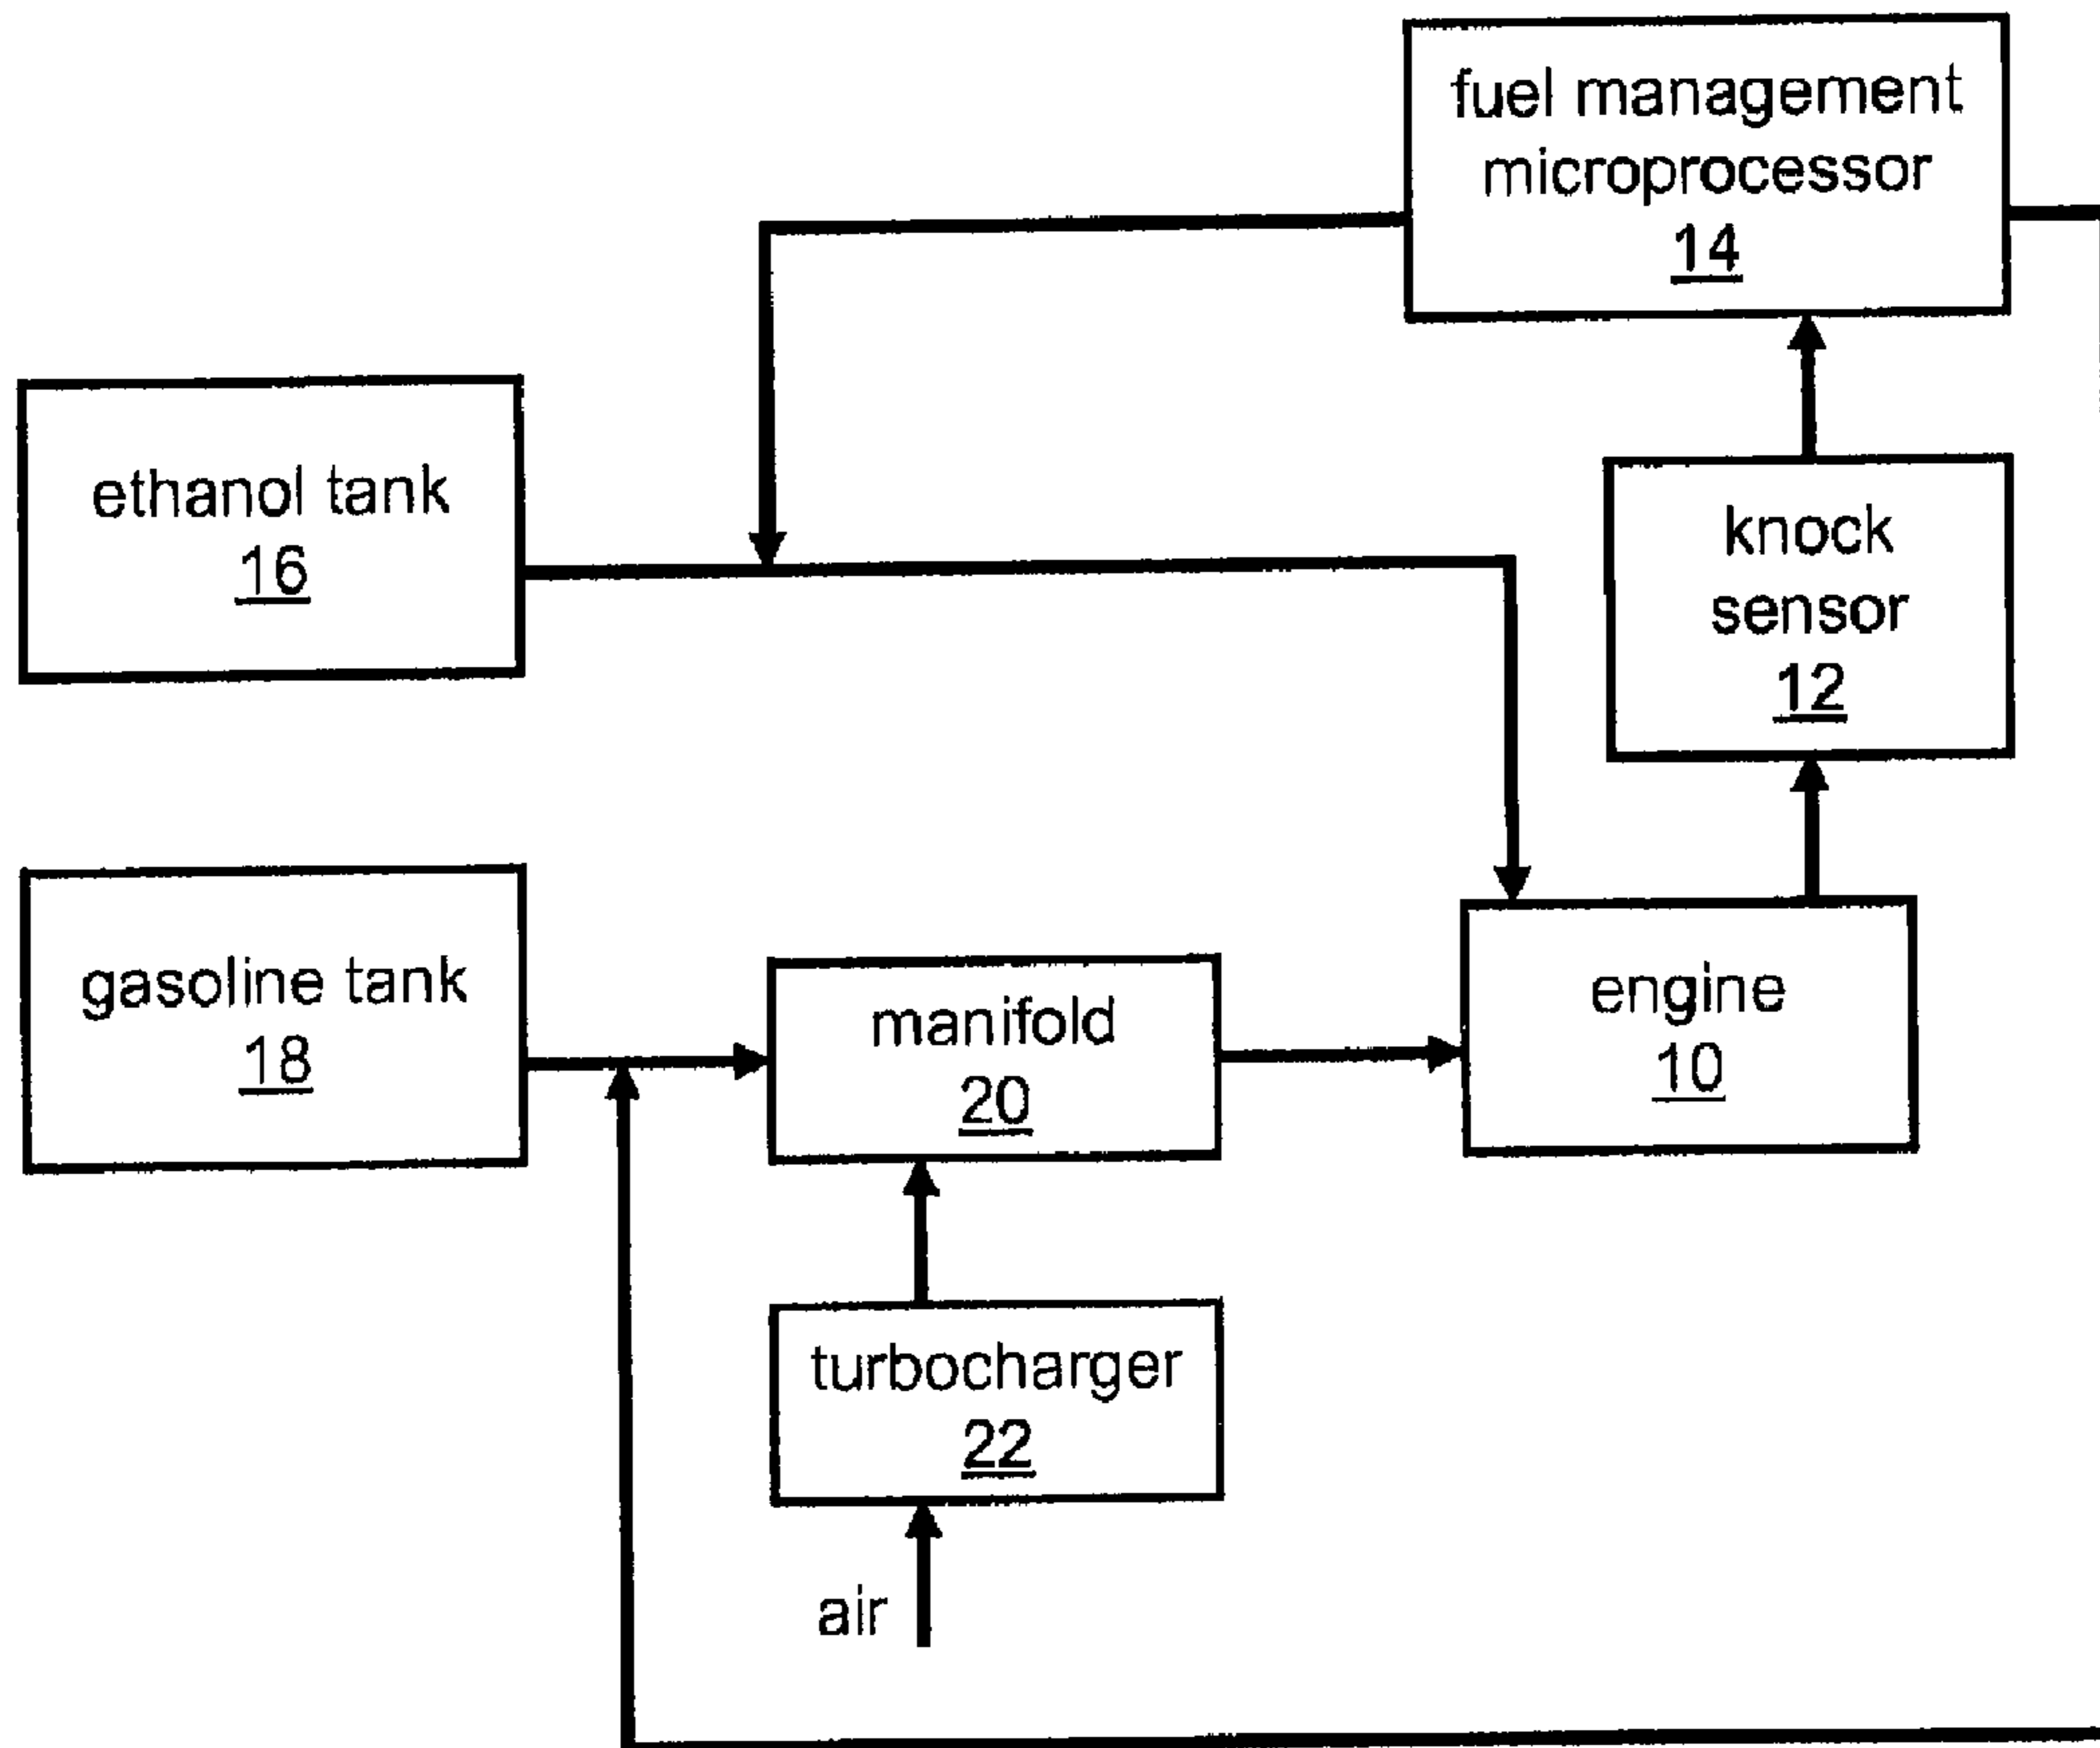 fuel management
microprocessor
14
ethanol tank
16
knock
sensor
12
gasoline tank
18
manifold
20
engine
10
turbocharger
22
air